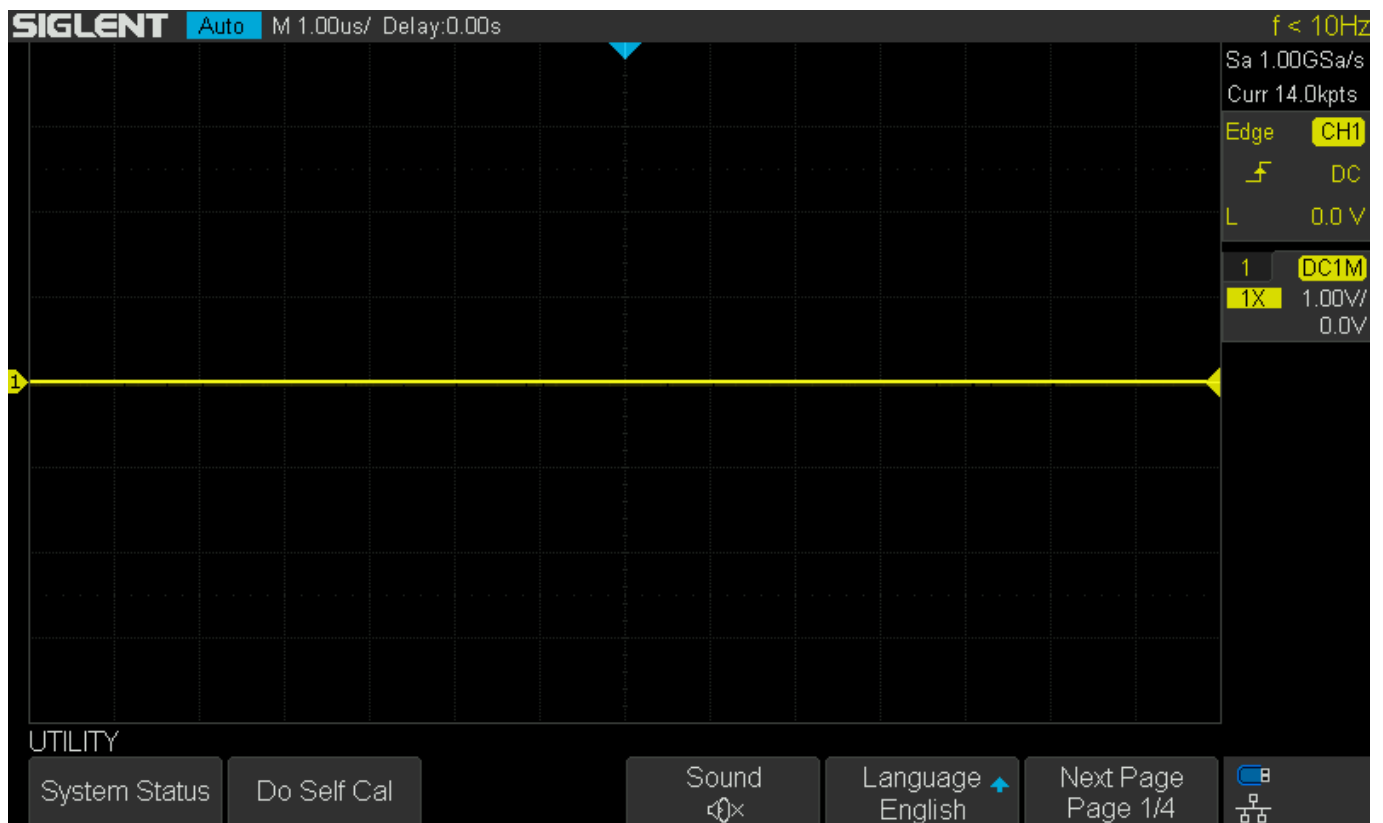 SIGLENT Auto M 1.00us/ Delay:0.00s f < 10Hz
Sa 1.00GSa/s
Curr 14.0kpts
Edge CH1
DC
L 0.0 V
1 DC1M
1X 1.00V/
0.0V
1
UTILITY
System Status Do Self Cal Sound Language Next Page
English Page 1/4